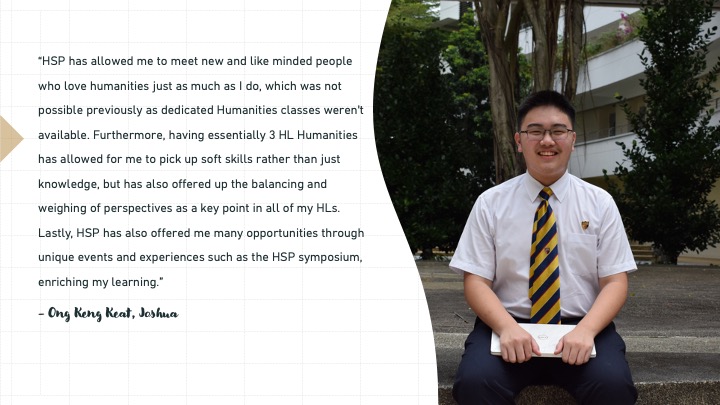 “HSP has allowed me to meet new and like minded people
who love humanities just as much as I do, which was not
possible previously as dedicated Humanities classes weren't
available. Furthermore, having essentially 3 HL Humanities
has allowed for me to pick up soft skills rather than just
knowledge, but has also offered up the balancing and
weighing of perspectives as a key point in all of my HLs.
Lastly, HSP has also offered me many opportunities through
unique events and experiences such as the HSP symposium,
enriching my learning.”
– Ong Keng Keat, Joshua